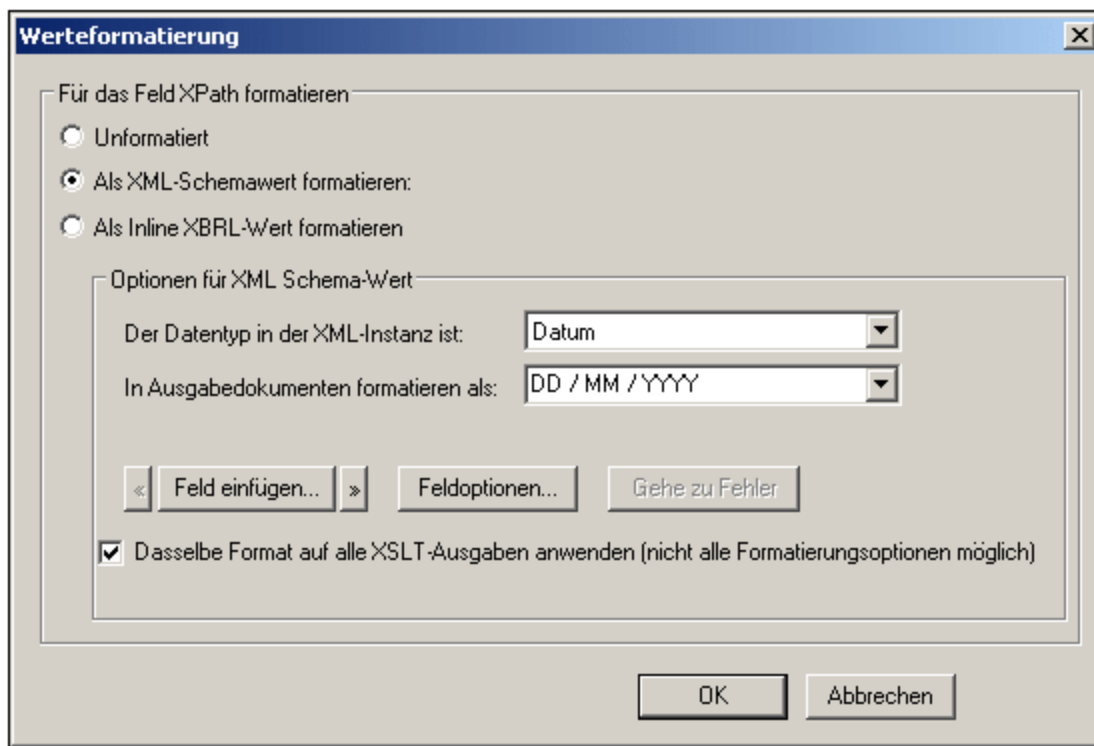 Werteformatierung
Für das Feld XPath formatieren
Unformatiert
Als XML-Schemawert formatieren:
Als Inline XBRL-Wert formatieren
Optionen für XML Schema-Wert
Der Datentyp in der XML-Instanz ist: Datum
In Ausgabedokumenten formatieren als: DD / MM / YYYY
« Feld einfügen... » Feldoptionen... Gehe zu Fehler
Dasselbe Format auf alle XSLT-Ausgaben anwenden (nicht alle Formatierungsoptionen möglich)
OK Abbrechen